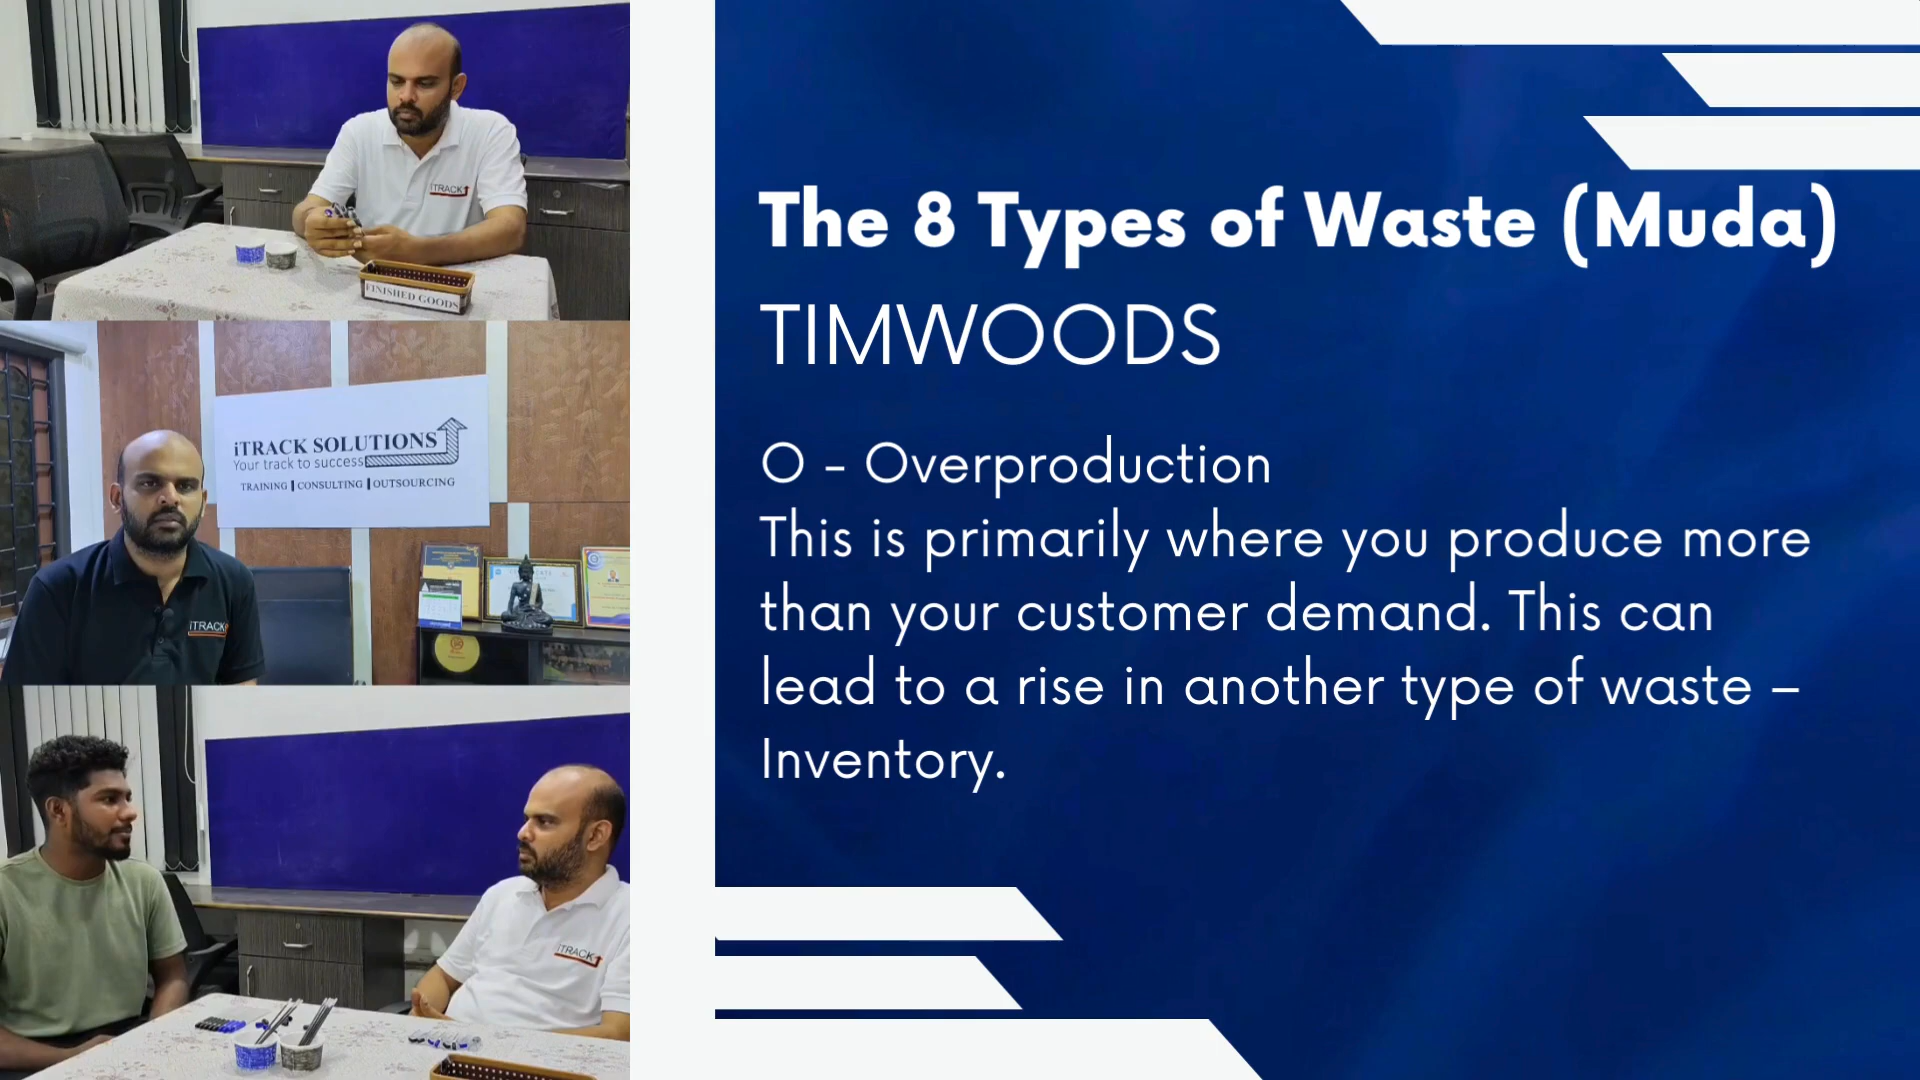 iTRACK
FINISHED GOODS
iTRACK SOLUTIONS
Your track to success
TRAINING | CONSULTING | OUTSOURCING
iTRACK
iTRACK
The 8 Types of Waste (Muda)
TIMWOODS
O - Overproduction
This is primarily where you produce more
than your customer demand. This can
lead to a rise in another type of waste –
Inventory.